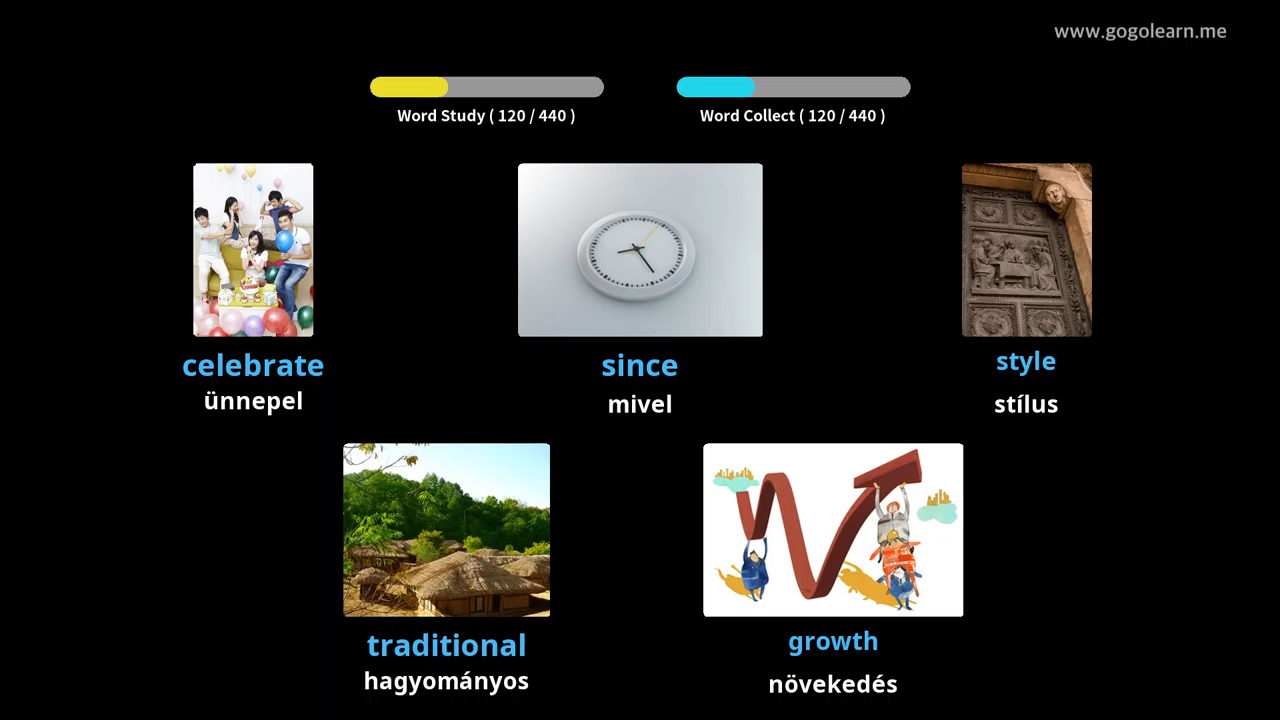 www.gogolearn.me
Word Study ( 120 / 440 )
Word Collect ( 120 / 440 )
celebrate
ünnepel
since
mivel
style
stílus
traditional
hagyományos
growth
növekedés